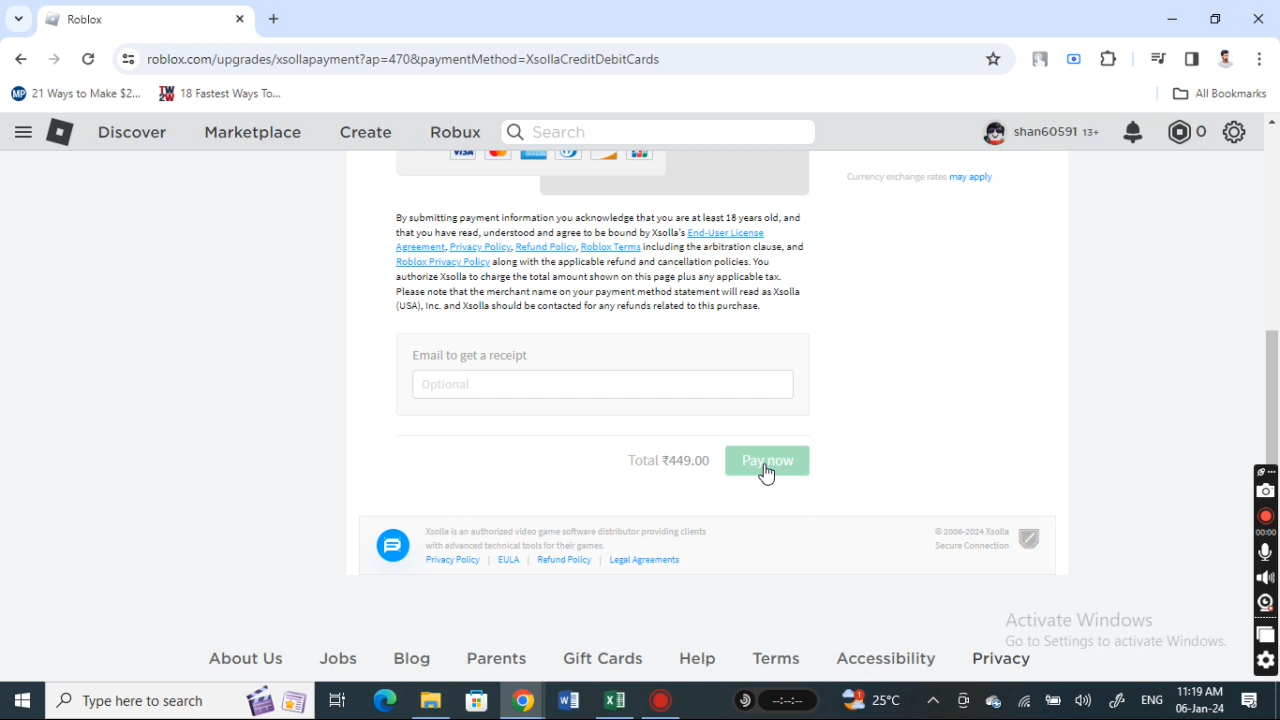 Roblox
roblox.com/upgrades/xsollapayment?ap=470&paymentMethod=XsollaCreditDebitCards
21 Ways to Make $2...
18 Fastest Ways To...
All Bookmarks
Discover
Marketplace
Create
Robux
Search
shan60591 13+
0
VISA
Currency exchange rates may apply
By submitting payment information you acknowledge that you are at least 18 years old, and
that you have read, understood and agree to be bound by Xsolla's End-User License
Agreement, Privacy Policy, Refund Policy, Roblox Terms including the arbitration clause, and
Roblox Privacy Policy along with the applicable refund and cancellation policies. You
authorize Xsolla to charge the total amount shown on this page plus any applicable tax.
Please note that the merchant name on your payment method statement will read as Xsolla
(USA), Inc. and Xsolla should be contacted for any refunds related to this purchase.
Email to get a receipt
Optional
Total ₹449.00
Pay now
Xsolla is an authorized video game software distributor providing clients
with advanced technical tools for their games.
Privacy Policy | EULA | Refund Policy | Legal Agreements
© 2006-2024 Xsolla
Secure Connection
00:00
Activate Windows
Go to Settings to activate Windows.
About Us
Jobs
Blog
Parents
Gift Cards
Help
Terms
Accessibility
Privacy
Type here to search
--:--:--
1
25°C
ENG
11:19 AM
06-Jan-24